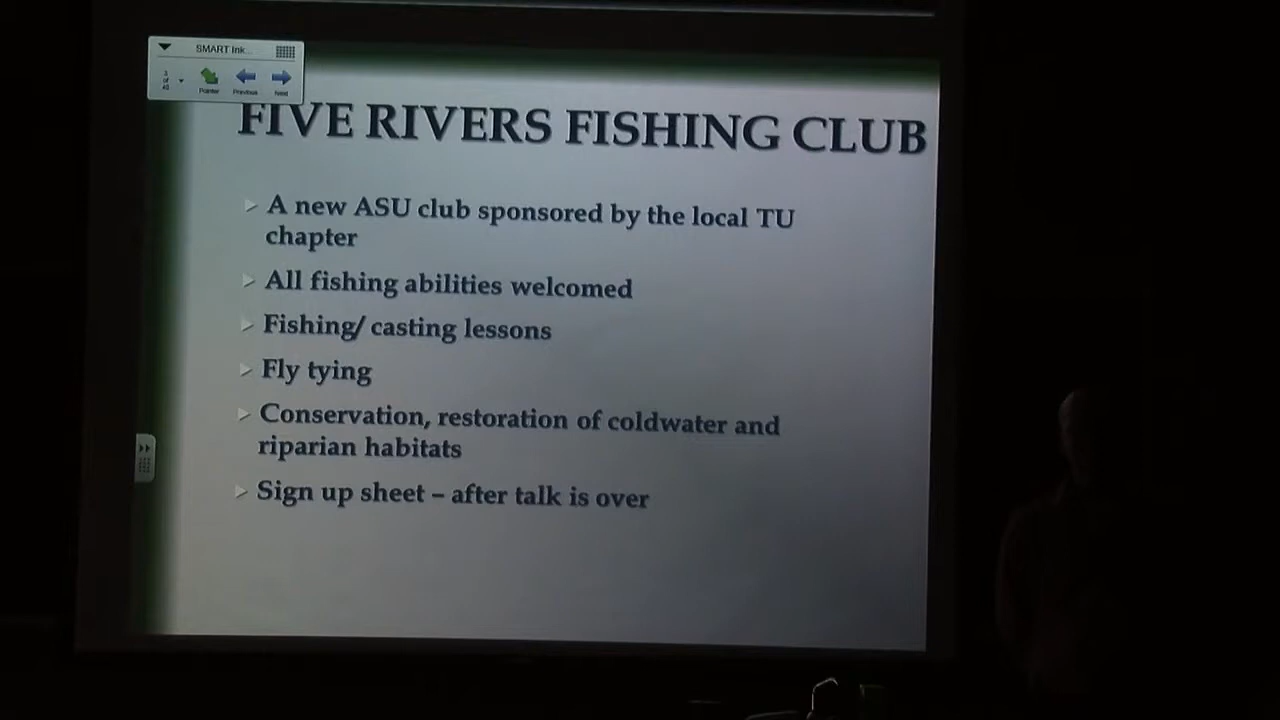 SMART Ink...
Pointer Previous Next
FIVE RIVERS FISHING CLUB
A new ASU club sponsored by the local TU
chapter
All fishing abilities welcomed
Fishing/ casting lessons
Fly tying
Conservation, restoration of coldwater and
riparian habitats
Sign up sheet – after talk is over